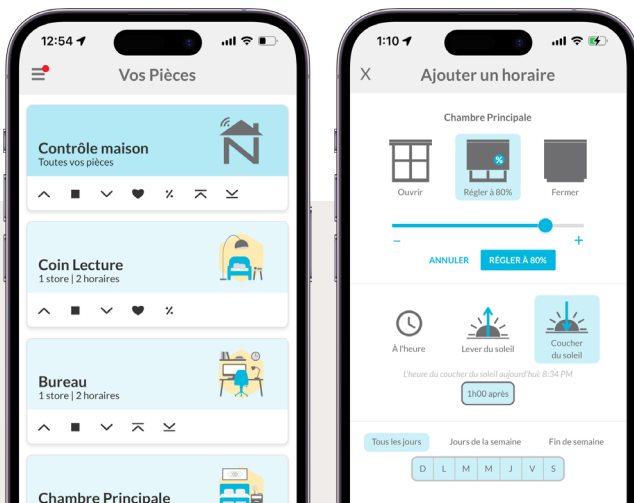 12:54
Vos Pièces
Contrôle maison
Toutes vos pièces
%
Coin Lecture
1 store | 2 horaires
%
Bureau
1 store | 2 horaires
Chambre Principale
1:10
X
Ajouter un horaire
Chambre Principale
%
Ouvrir
Régler à 80%
Fermer
− +
ANNULER
RÉGLER À 80%
À l'heure
Lever du soleil
Coucher
du soleil
L'heure du coucher du soleil aujourd'hui: 8:34 PM
1h00 après
Tous les jours
Jours de la semaine
Fin de semaine
D L M M J V S